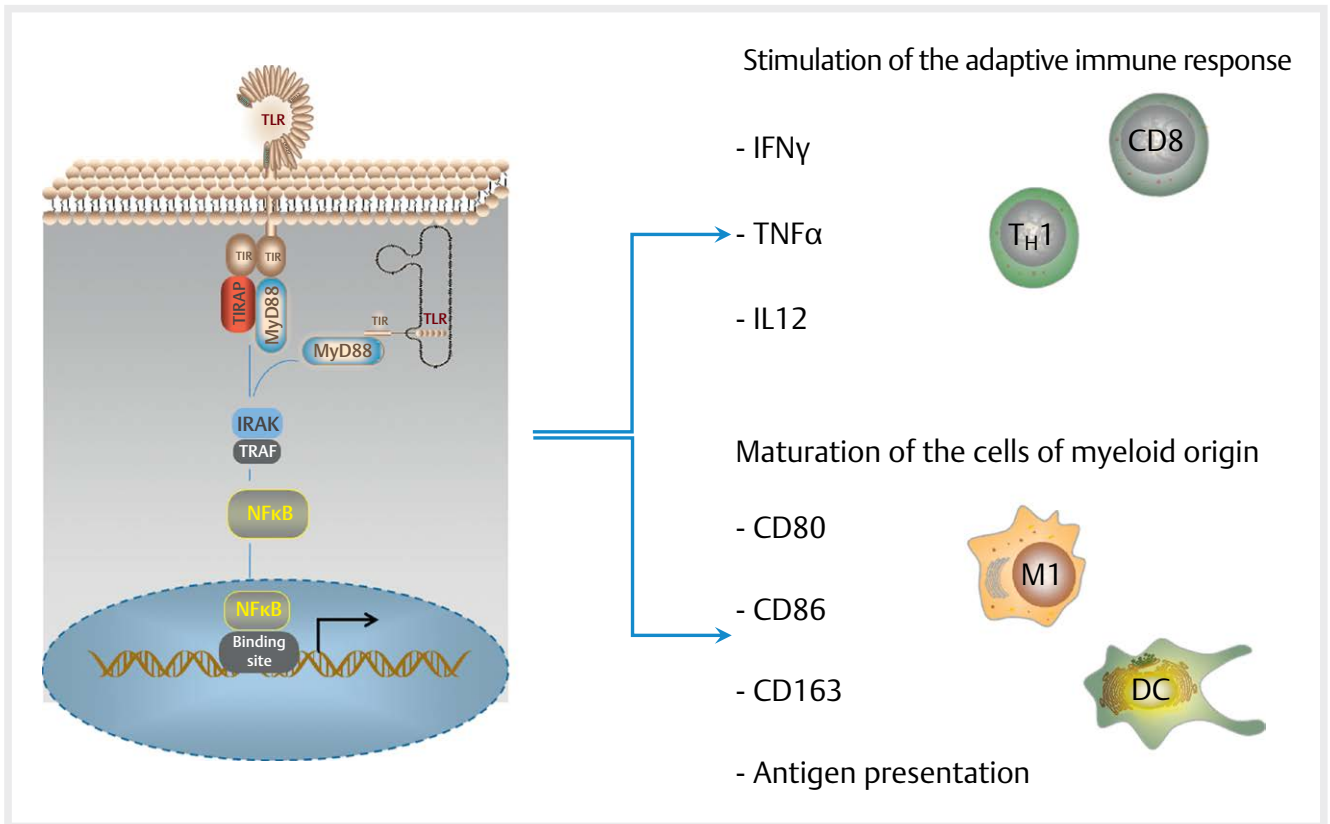 TLR
TIR
TIR
TIRAP
MyD88
TIR
TLR
MyD88
IRAK
TRAF
NFκB
NFκB
Binding
site
Stimulation of the adaptive immune response
- IFNγ
- TNFα
- IL12
CD8
TH1
Maturation of the cells of myeloid origin
- CD80
- CD86
- CD163
- Antigen presentation
M1
DC